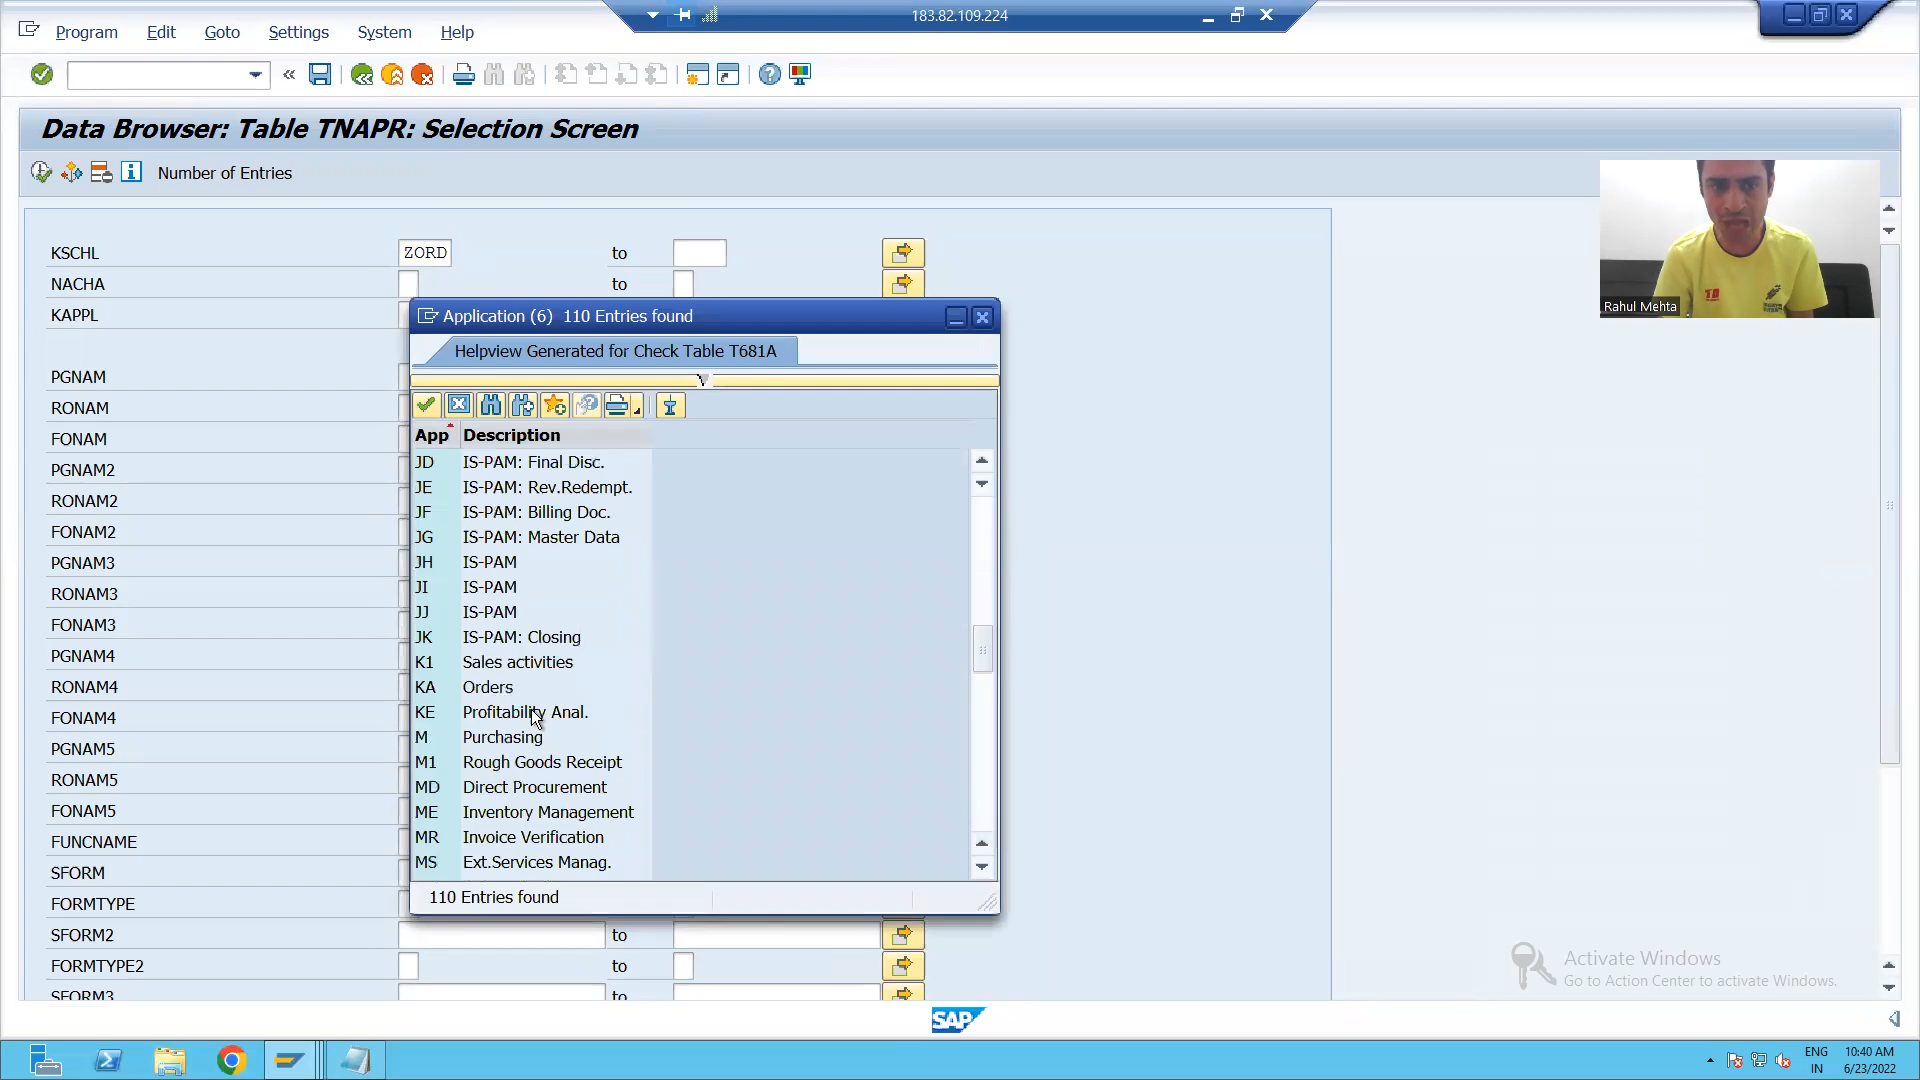 183.82.109.224
Program Edit Goto Settings System Help
Data Browser: Table TNAPR: Selection Screen
Number of Entries
KSCHL ZORD to
NACHA to
KAPPL
PGNAM
RONAM
FONAM
PGNAM2
RONAM2
FONAM2
PGNAM3
RONAM3
FONAM3
PGNAM4
RONAM4
FONAM4
PGNAM5
RONAM5
FONAM5
FUNCNAME
SFORM
FORMTYPE
SFORM2 to
FORMTYPE2 to
SFORM3 to
Application (6) 110 Entries found
Helpview Generated for Check Table T681A
App Description
JD IS-PAM: Final Disc.
JE IS-PAM: Rev.Redempt.
JF IS-PAM: Billing Doc.
JG IS-PAM: Master Data
JH IS-PAM
JI IS-PAM
JJ IS-PAM
JK IS-PAM: Closing
K1 Sales activities
KA Orders
KE Profitability Anal.
M Purchasing
M1 Rough Goods Receipt
MD Direct Procurement
ME Inventory Management
MR Invoice Verification
MS Ext.Services Manag.
110 Entries found
Rahul Mehta
Activate Windows
Go to Action Center to activate Windows.
SAP
ENG 10:40 AM
IN 6/23/2022